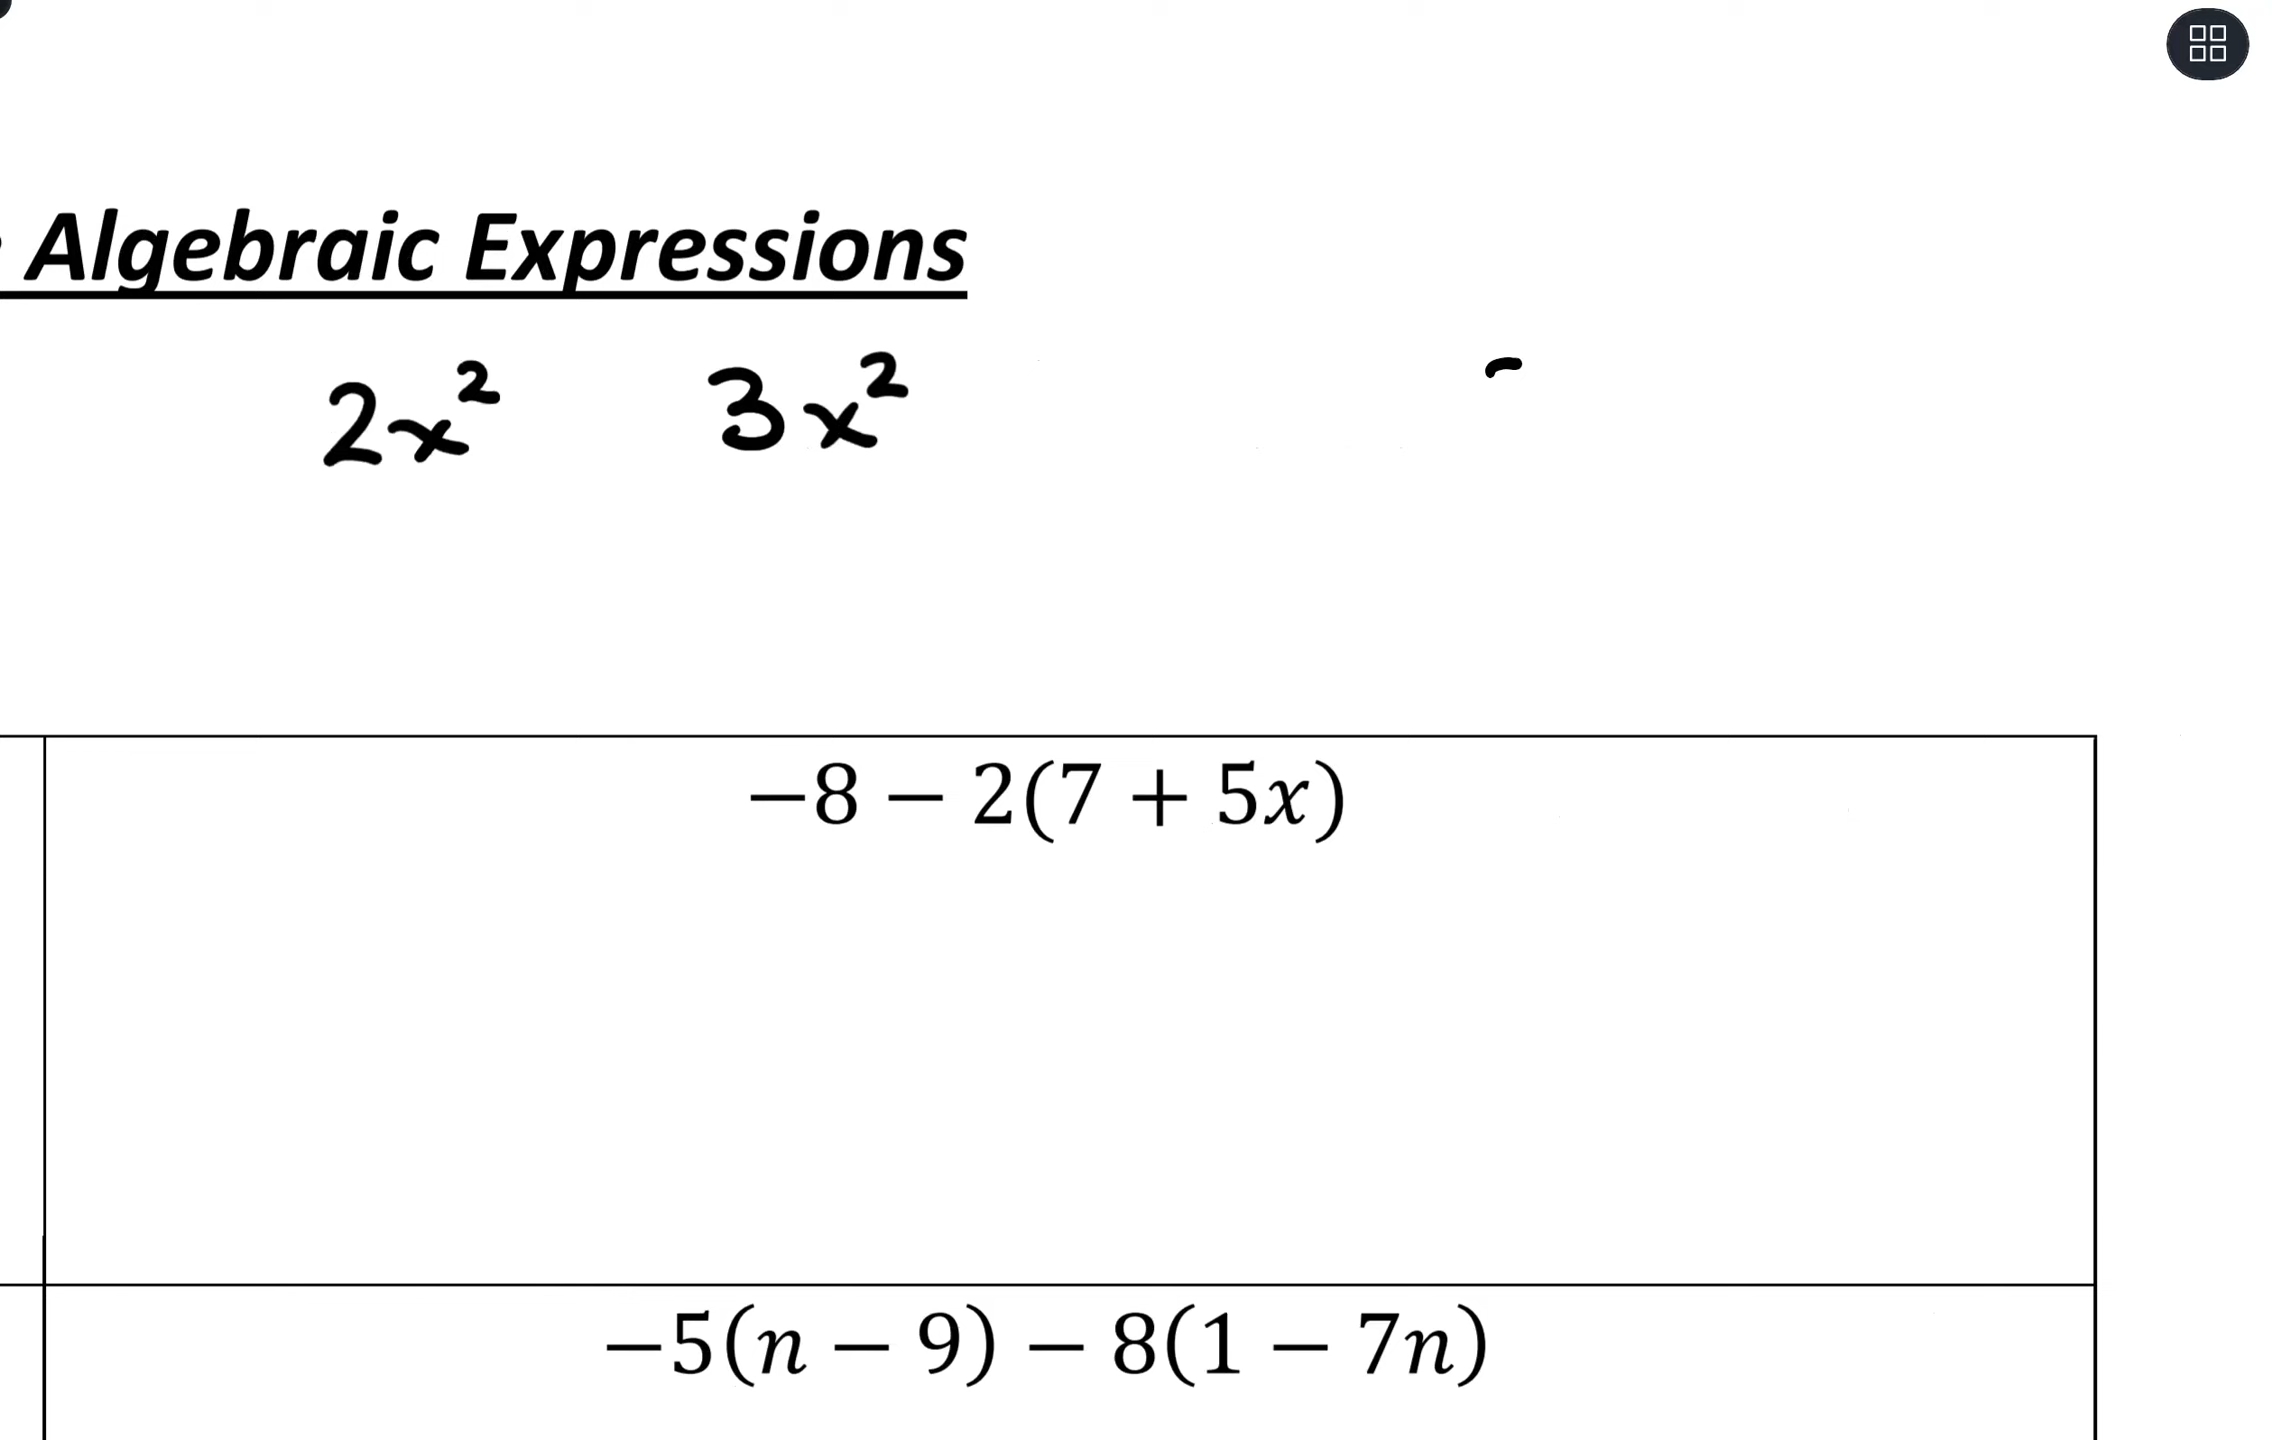 Algebraic Expressions
2x² 3x²
−8 − 2(7 + 5x)
−5(n − 9) − 8(1 − 7n)